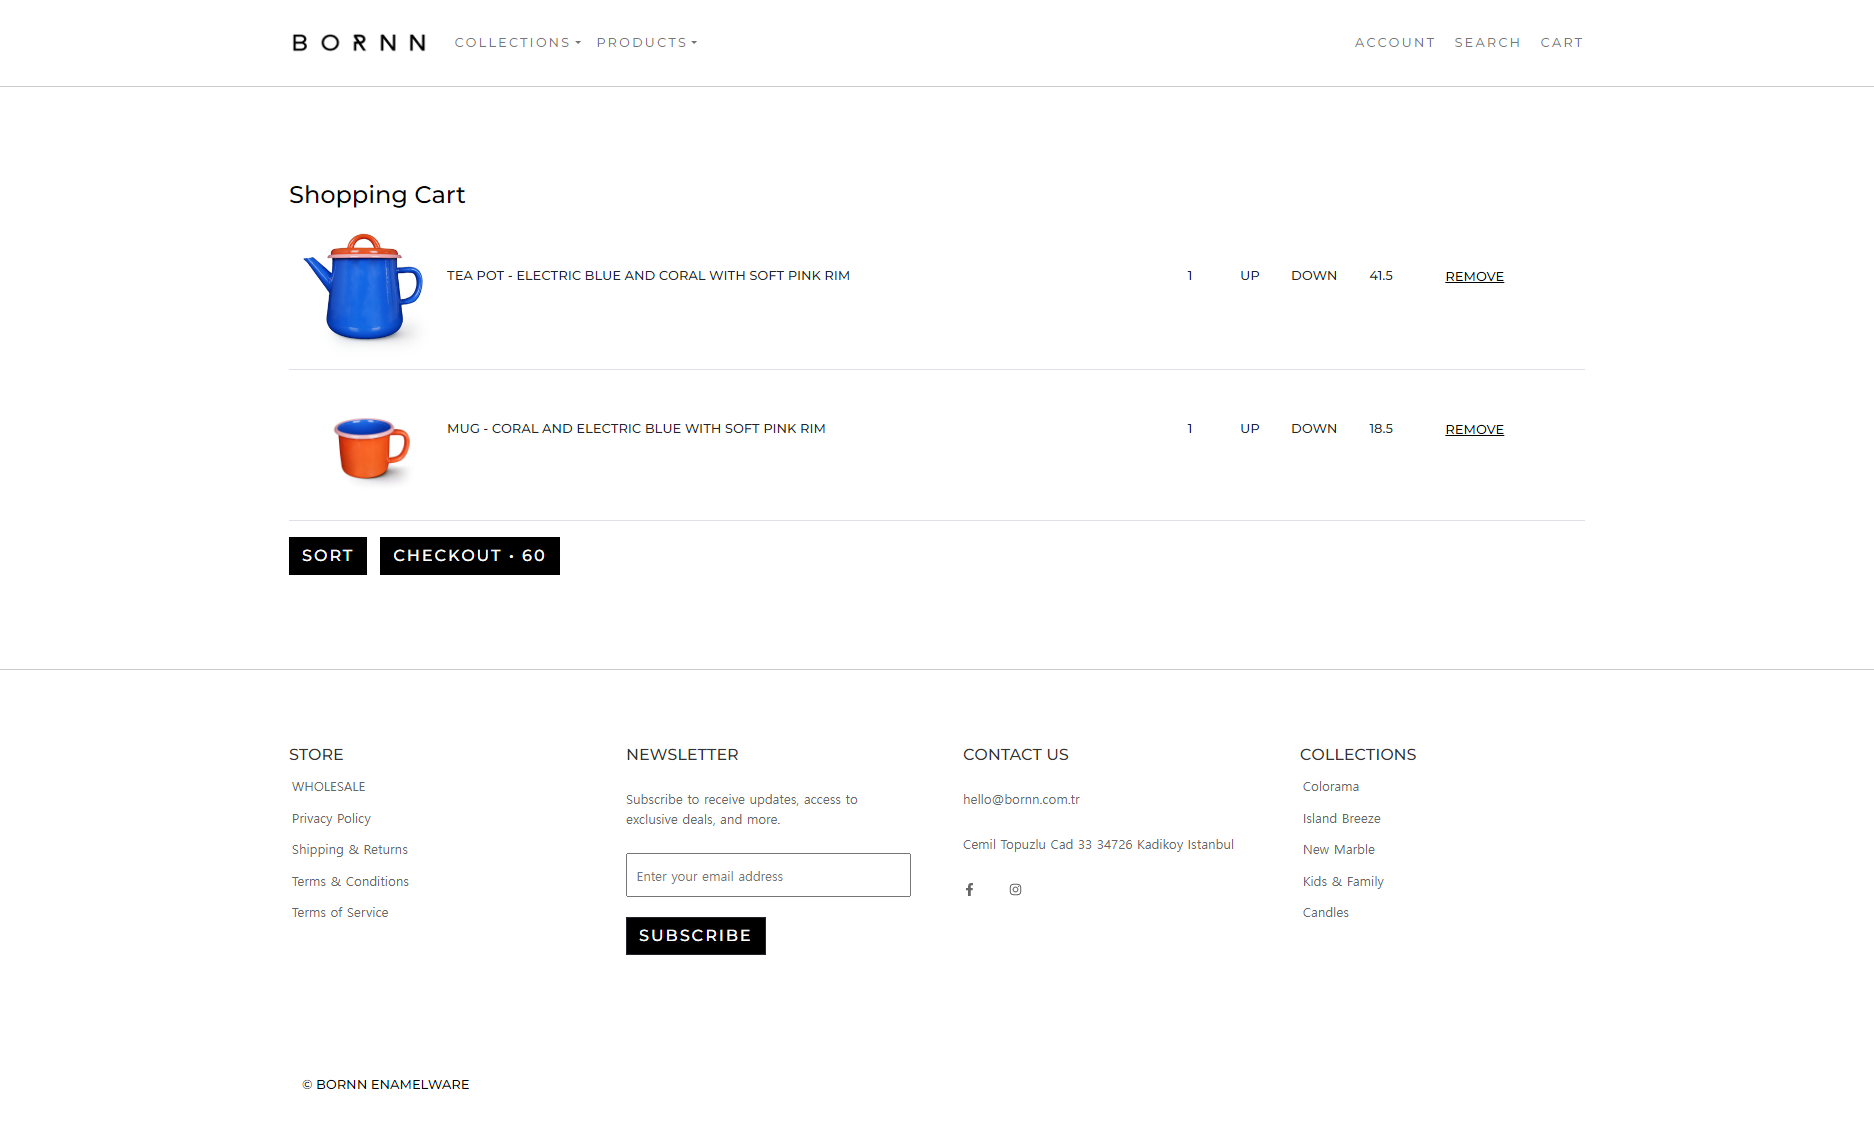 BORNN COLLECTIONS PRODUCTS ACCOUNT SEARCH CART
Shopping Cart
TEA POT - ELECTRIC BLUE AND CORAL WITH SOFT PINK RIM 1 UP DOWN 41.5 REMOVE
MUG - CORAL AND ELECTRIC BLUE WITH SOFT PINK RIM 1 UP DOWN 18.5 REMOVE
SORT CHECKOUT • 60
STORE
WHOLESALE
Privacy Policy
Shipping & Returns
Terms & Conditions
Terms of Service
NEWSLETTER
Subscribe to receive updates, access to
exclusive deals, and more.
Enter your email address
SUBSCRIBE
CONTACT US
hello@bornn.com.tr
Cemil Topuzlu Cad 33 34726 Kadikoy Istanbul
COLLECTIONS
Colorama
Island Breeze
New Marble
Kids & Family
Candles
© BORNN ENAMELWARE